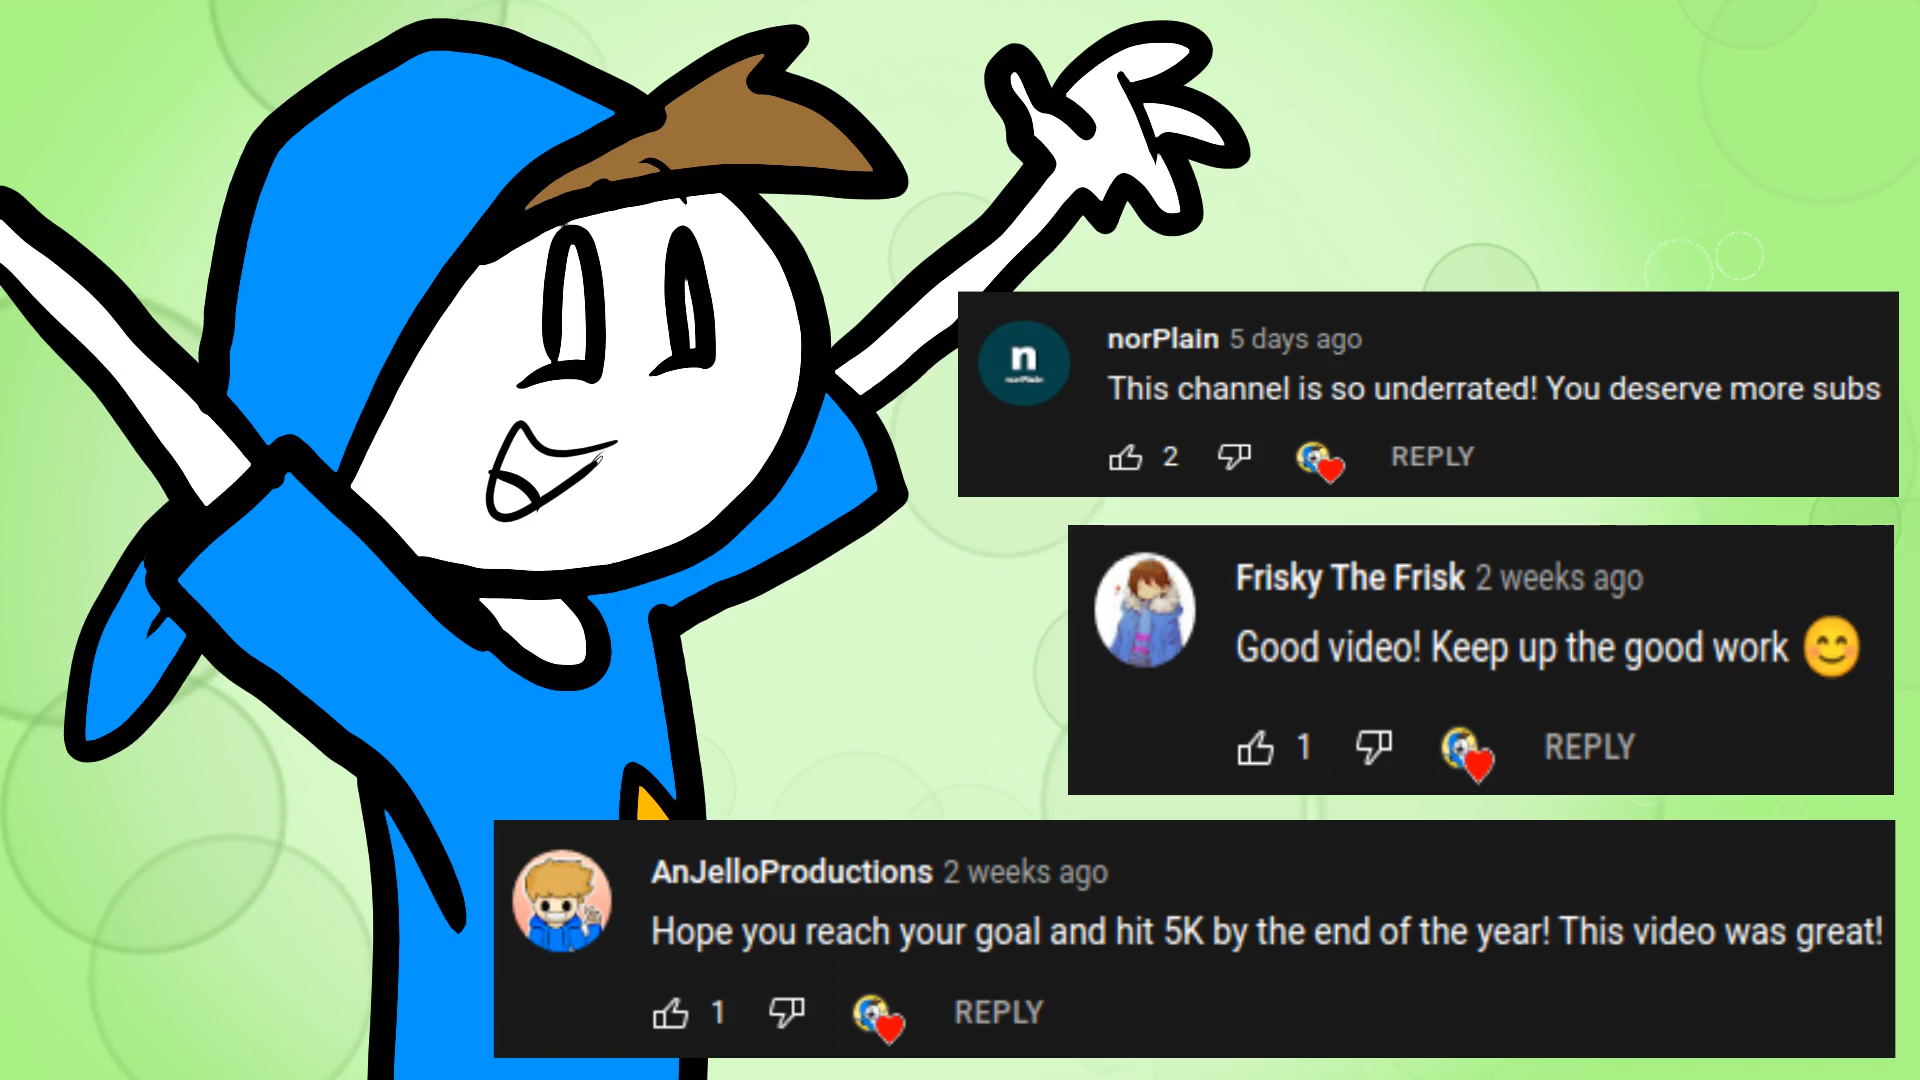 n
norPlain 5 days ago
This channel is so underrated! You deserve more subs
2 REPLY
Frisky The Frisk 2 weeks ago
Good video! Keep up the good work 😊
1 REPLY
AnJelloProductions 2 weeks ago
Hope you reach your goal and hit 5K by the end of the year! This video was great!
1 REPLY